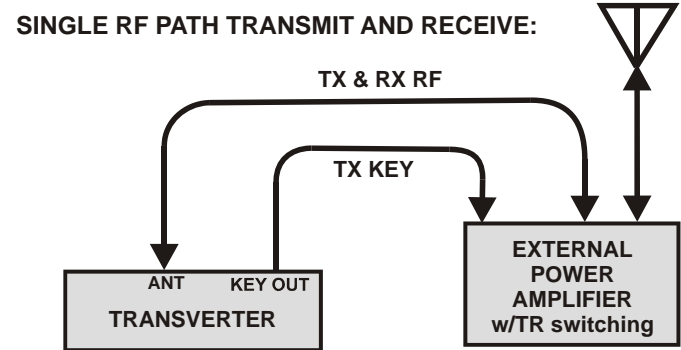 SINGLE RF PATH TRANSMIT AND RECEIVE:
TX & RX RF
TX KEY
ANT
KEY OUT
TRANSVERTER
EXTERNAL
POWER
AMPLIFIER
w/TR switching